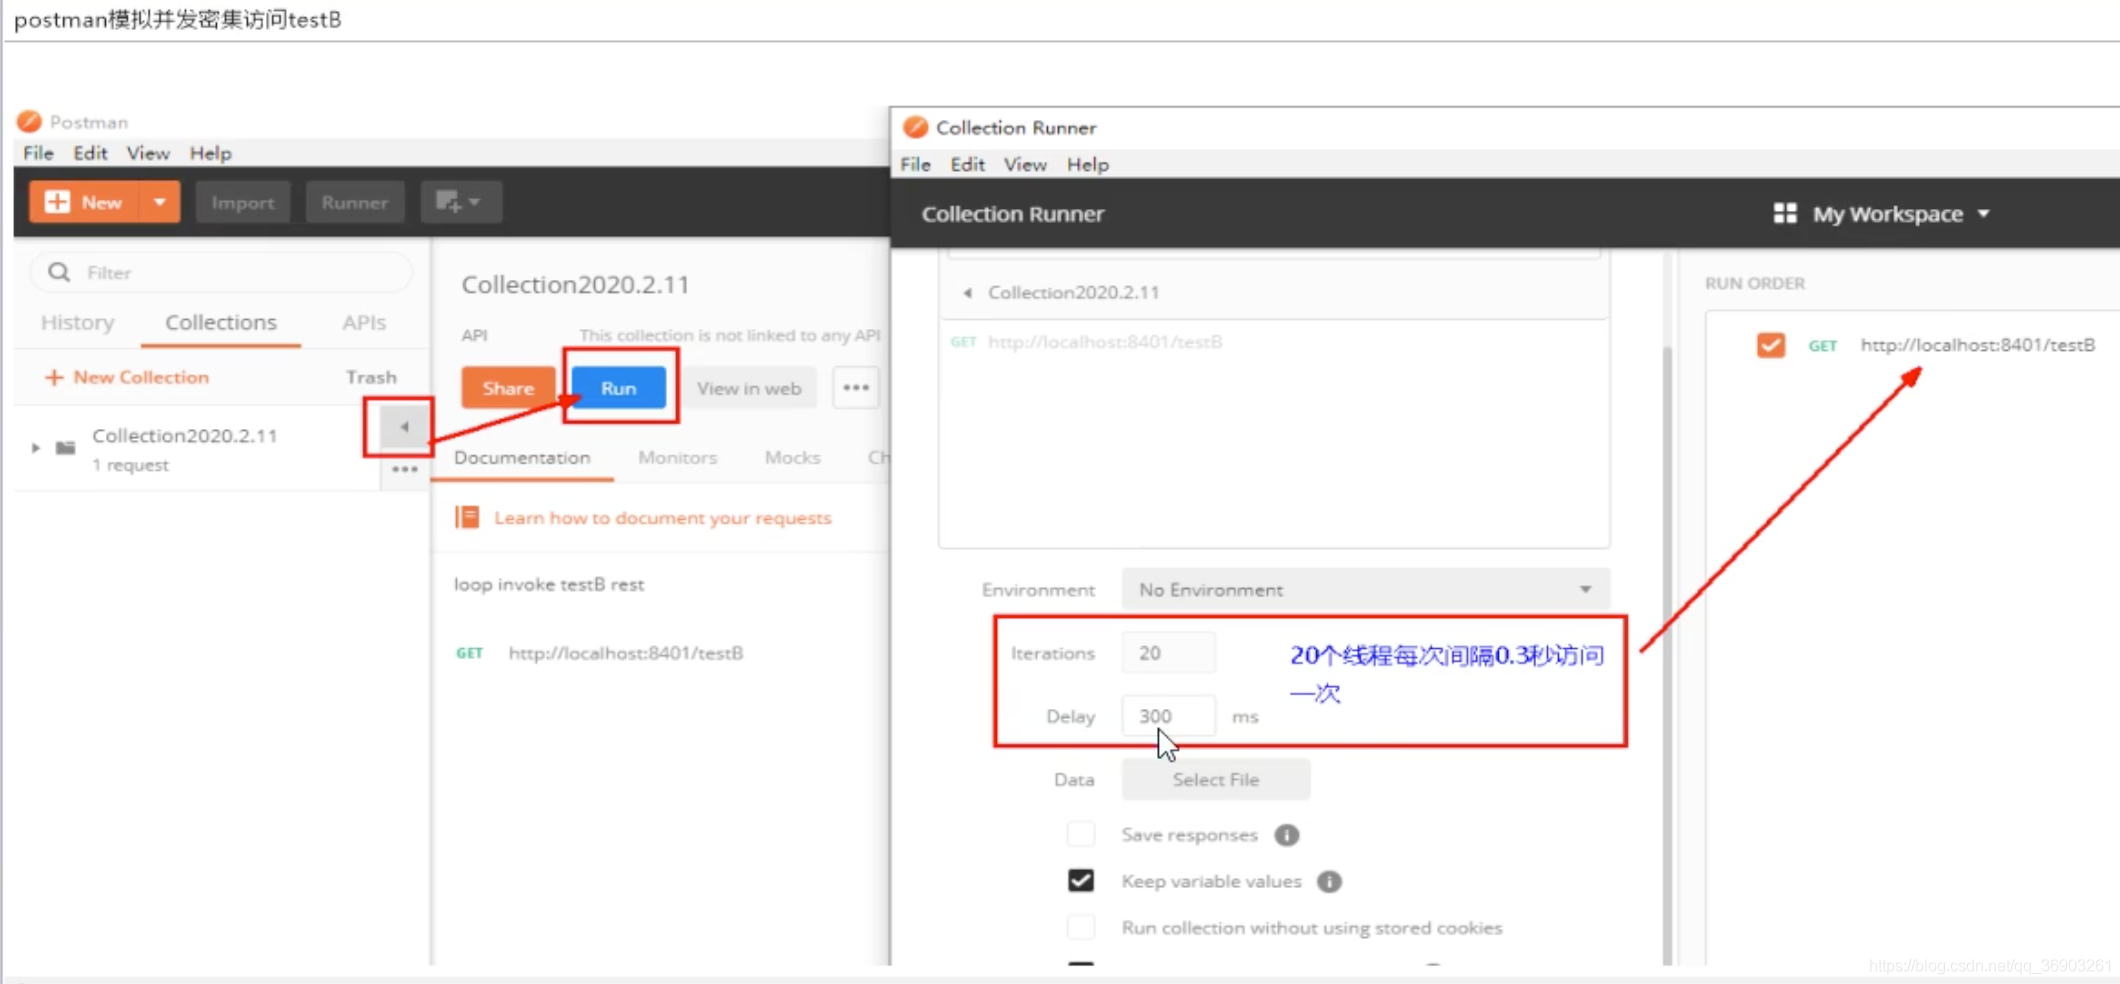 postman模拟并发密集访问testB
Postman
File Edit View Help
New Import Runner
Filter
History Collections APIs
New Collection Trash
Collection2020.2.11
1 request
Collection2020.2.11
API This collection is not linked to any API
Share Run View in web
Documentation Monitors Mocks Ch
Learn how to document your requests
loop invoke testB rest
GET http://localhost:8401/testB
Collection Runner
File Edit View Help
Collection Runner My Workspace
Collection2020.2.11
GET http://localhost:8401/testB
Environment No Environment
Iterations 20
Delay 300 ms
20个线程每次间隔0.3秒访问
一次
Data Select File
Save responses
Keep variable values
Run collection without using stored cookies
RUN ORDER
GET http://localhost:8401/testB
https://blog.csdn.net/qq_36903261